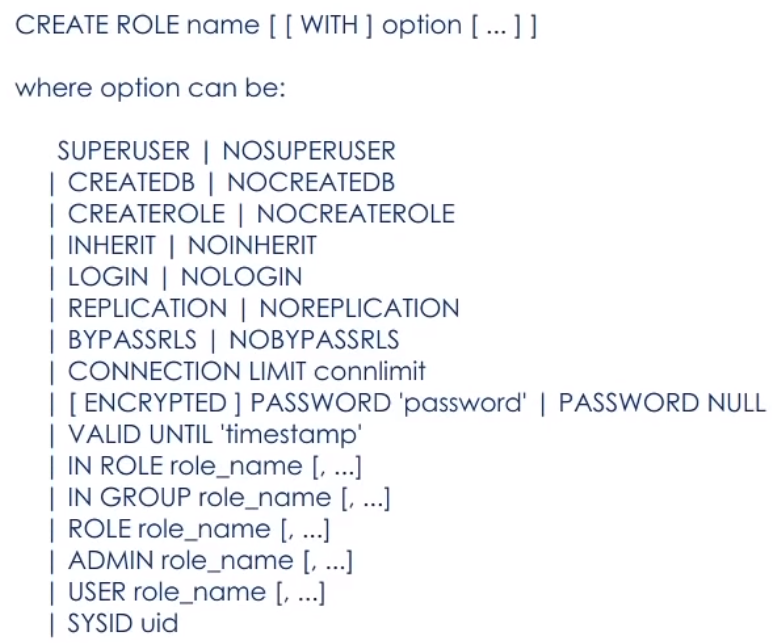 CREATE ROLE name [ [ WITH ] option [ ... ] ]
where option can be:
SUPERUSER | NOSUPERUSER
| CREATEDB | NOCREATEDB
| CREATEROLE | NOCREATEROLE
| INHERIT | NOINHERIT
| LOGIN | NOLOGIN
| REPLICATION | NOREPLICATION
| BYPASSRLS | NOBYPASSRLS
| CONNECTION LIMIT connlimit
| [ ENCRYPTED ] PASSWORD 'password' | PASSWORD NULL
| VALID UNTIL 'timestamp'
| IN ROLE role_name [, ...]
| IN GROUP role_name [, ...]
| ROLE role_name [, ...]
| ADMIN role_name [, ...]
| USER role_name [, ...]
| SYSID uid